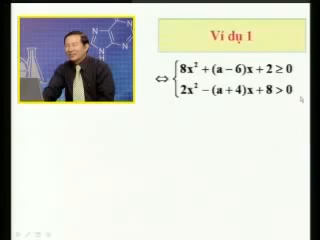 Ví dụ 1
⇔ { 8x² + (a − 6)x + 2 ≥ 0
2x² − (a + 4)x + 8 > 0